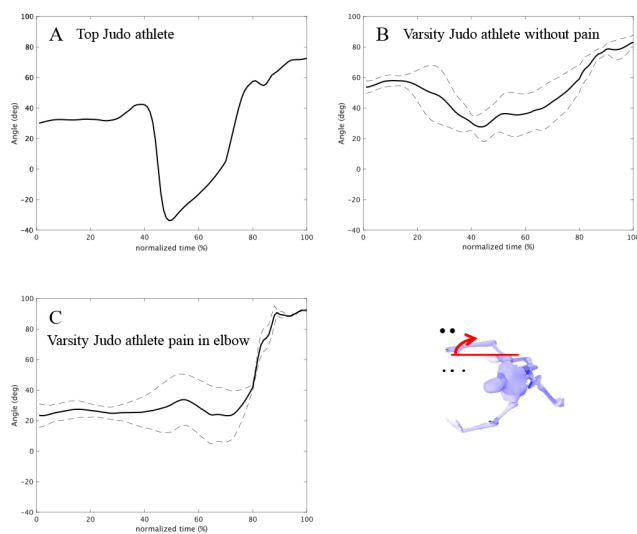 A Top Judo athlete
100
80
60
40
20
0
-20
-40
Angle (deg)
0 20 40 60 80 100
normalized time (%)
B Varsity Judo athlete without pain
100
80
60
40
20
0
-20
-40
Angle (deg)
0 20 40 60 80 100
normalized time (%)
C
Varsity Judo athlete pain in elbow
100
80
60
40
20
0
-20
-40
Angle (deg)
0 20 40 60 80 100
normalized time (%)